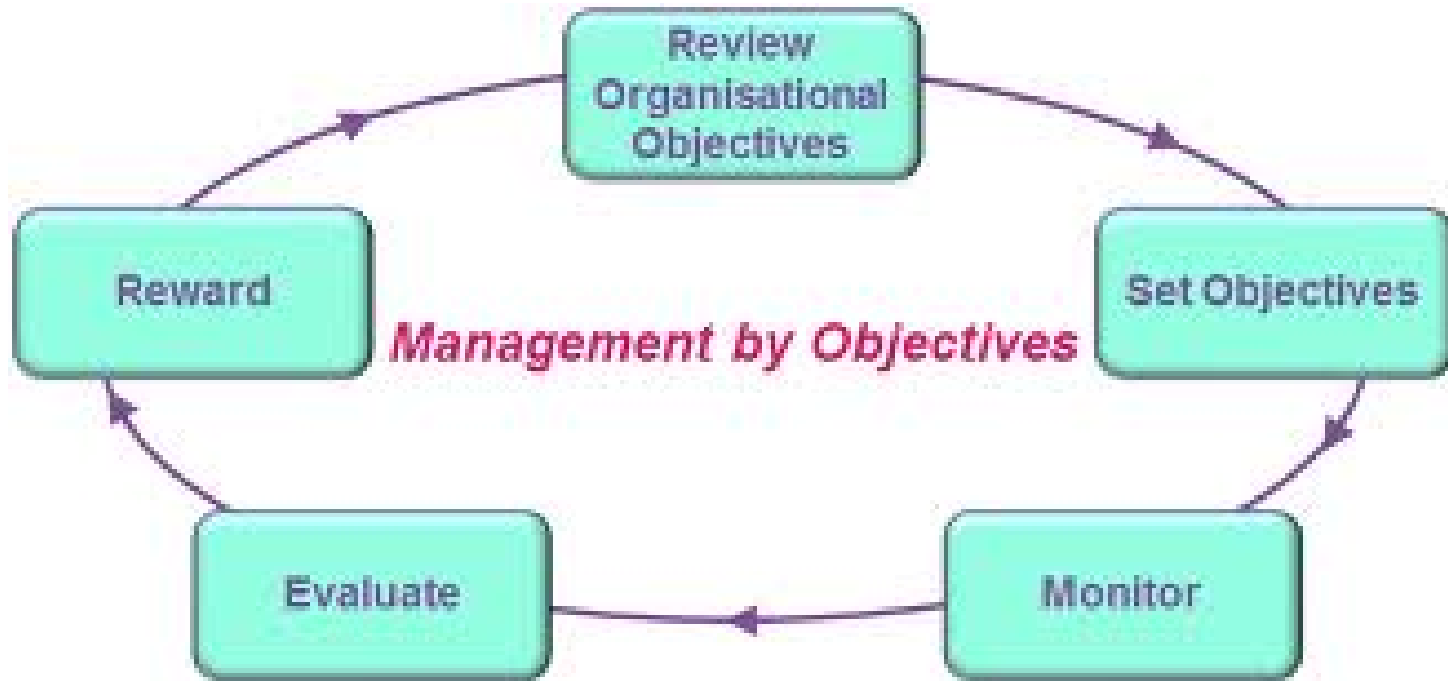 Review
Organisational
Objectives
Set Objectives
Monitor
Evaluate
Reward
Management by Objectives